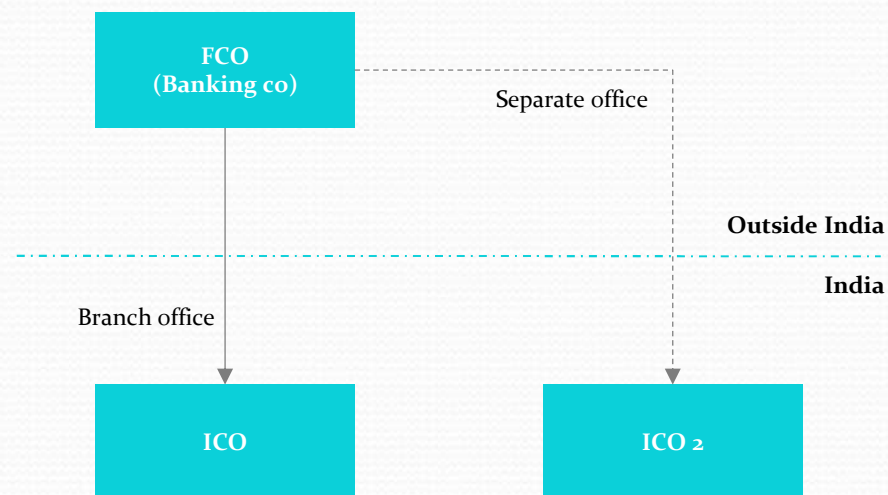 FCO
(Banking co)
Separate office
Outside India
India
Branch office
ICO
ICO 2